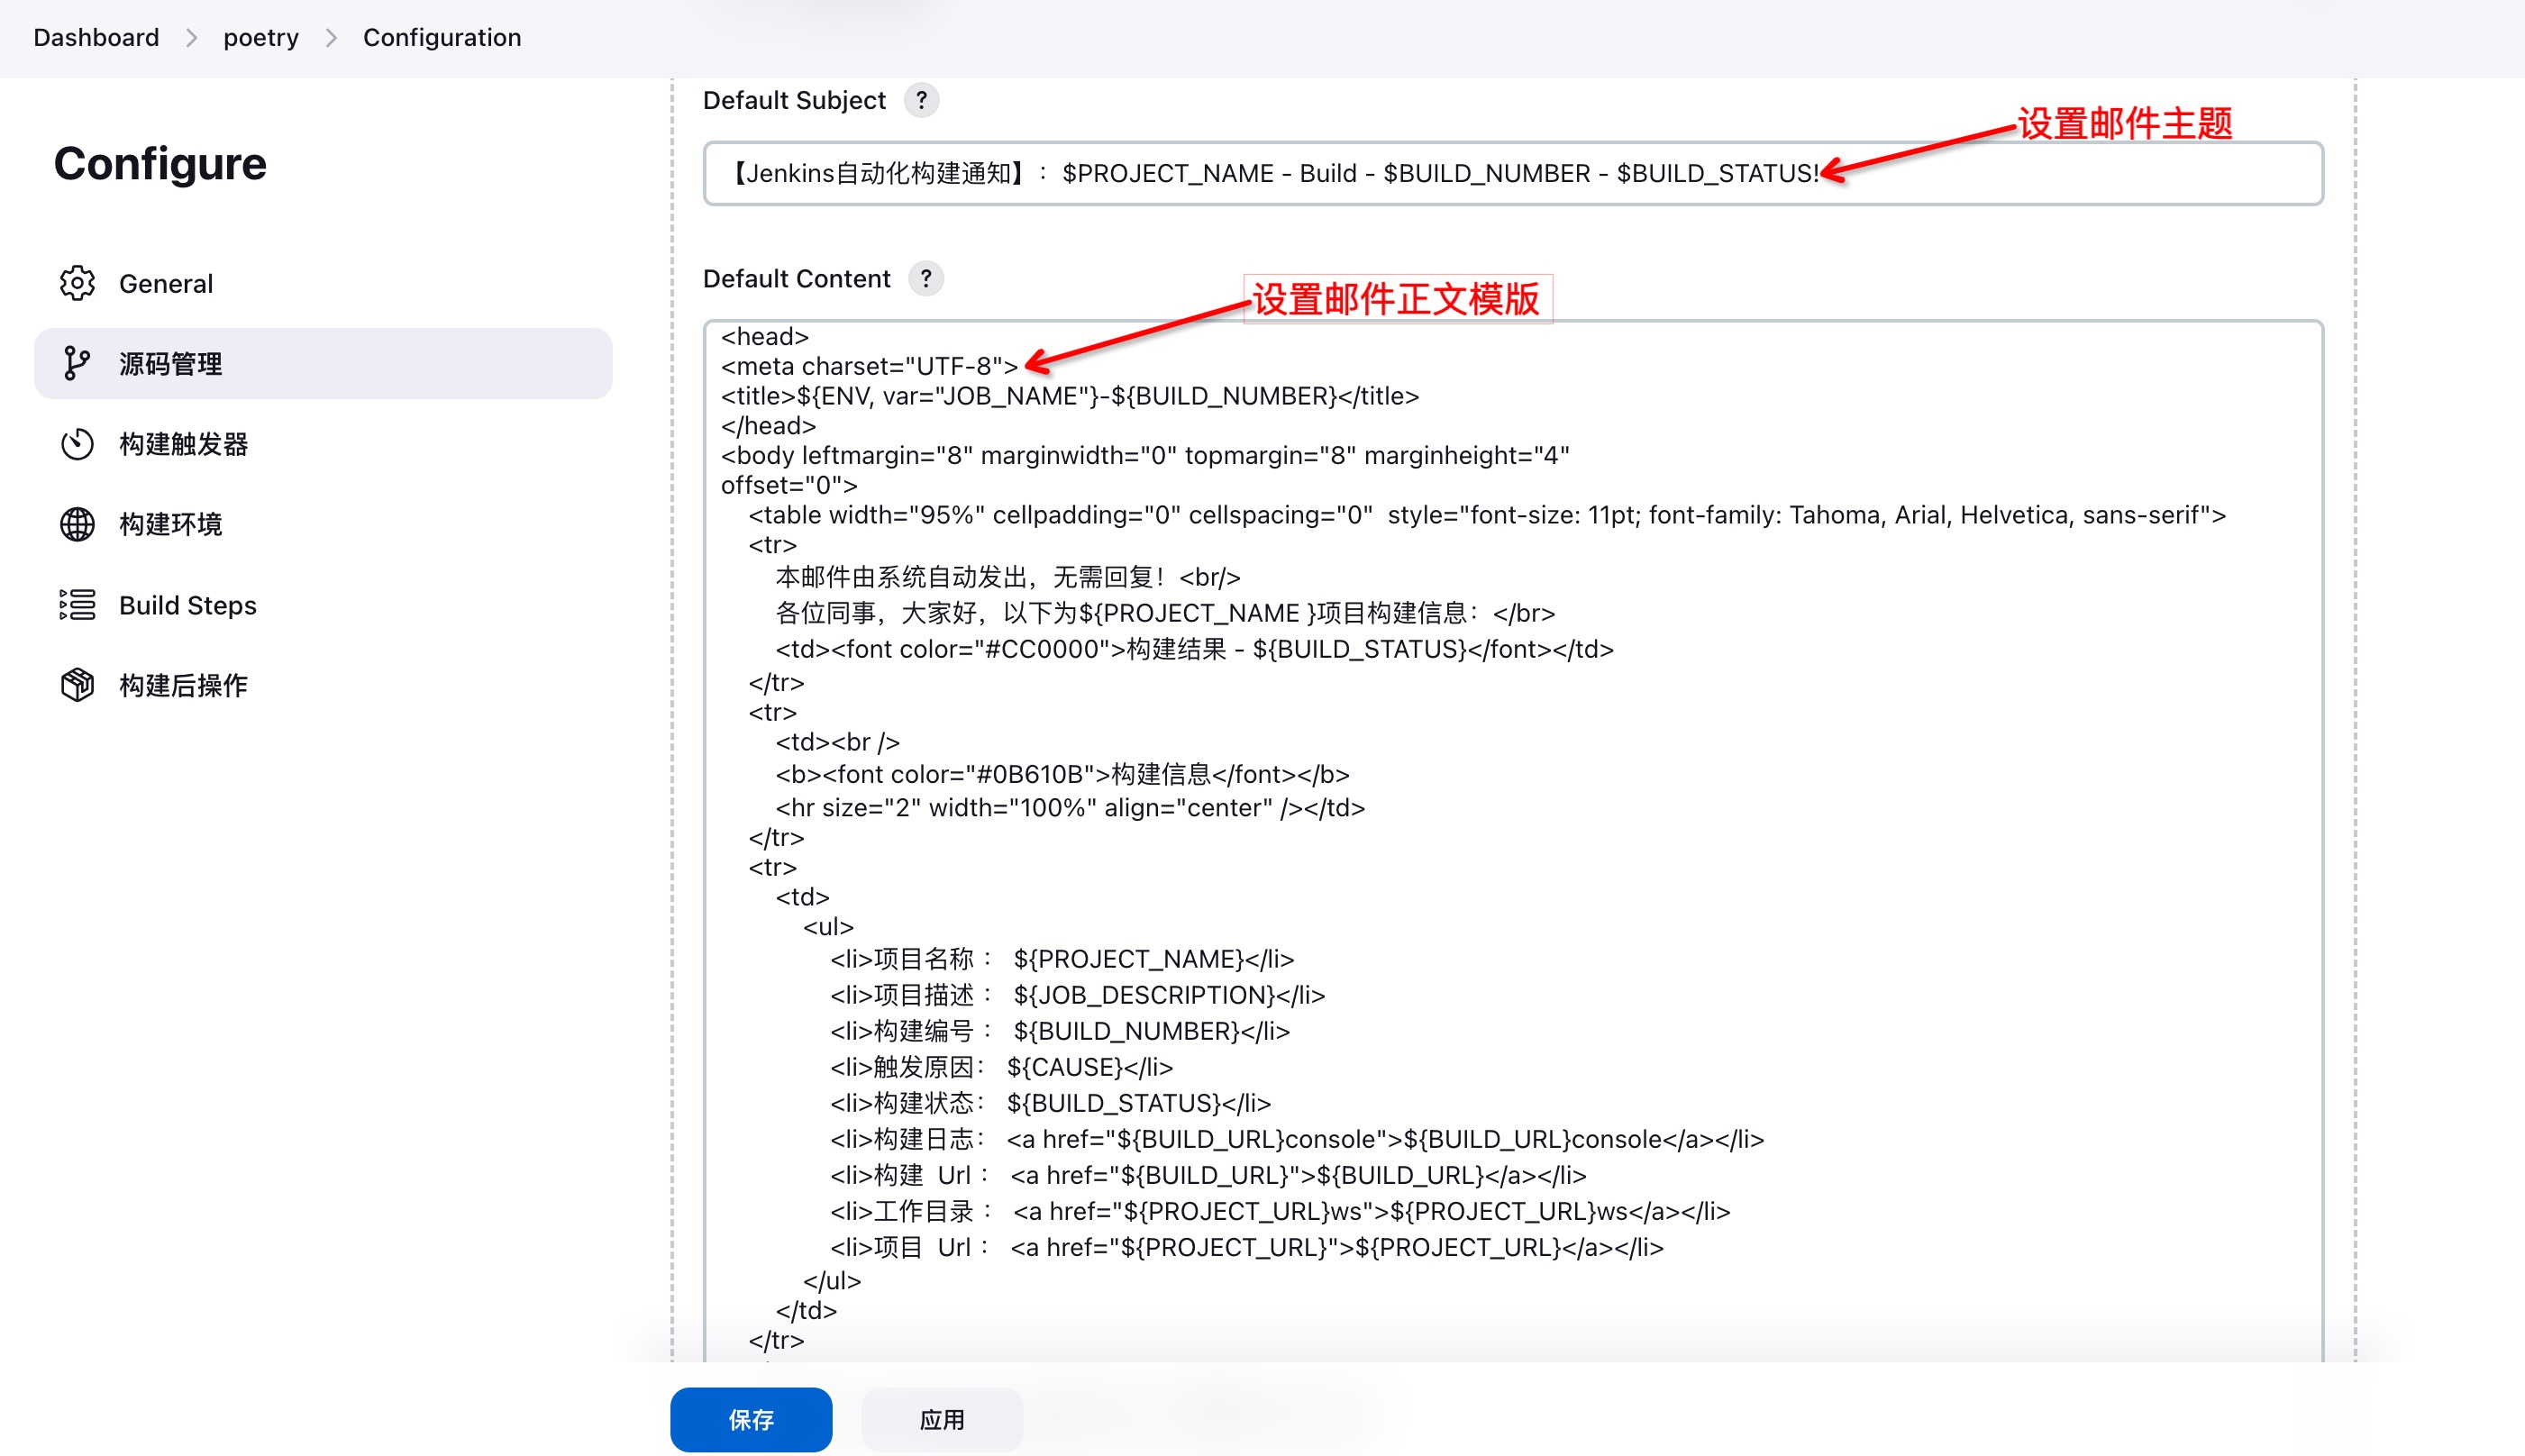 Dashboard > poetry > Configuration
Configure
General
源码管理
构建触发器
构建环境
Build Steps
构建后操作
Default Subject ?
设置邮件主题
【Jenkins自动化构建通知】：$PROJECT_NAME - Build - $BUILD_NUMBER - $BUILD_STATUS!
Default Content ?
设置邮件正文模版
<head>
<meta charset="UTF-8">
<title>${ENV, var="JOB_NAME"}-${BUILD_NUMBER}</title>
</head>
<body leftmargin="8" marginwidth="0" topmargin="8" marginheight="4"
offset="0">
<table width="95%" cellpadding="0" cellspacing="0"  style="font-size: 11pt; font-family: Tahoma, Arial, Helvetica, sans-serif">
<tr>
本邮件由系统自动发出，无需回复！<br/>
各位同事，大家好，以下为${PROJECT_NAME }项目构建信息：</br>
<td><font color="#CC0000">构建结果 - ${BUILD_STATUS}</font></td>
</tr>
<tr>
<td><br />
<b><font color="#0B610B">构建信息</font></b>
<hr size="2" width="100%" align="center" /></td>
</tr>
<tr>
<td>
<ul>
<li>项目名称 ： ${PROJECT_NAME}</li>
<li>项目描述 ： ${JOB_DESCRIPTION}</li>
<li>构建编号 ： ${BUILD_NUMBER}</li>
<li>触发原因： ${CAUSE}</li>
<li>构建状态： ${BUILD_STATUS}</li>
<li>构建日志： <a href="${BUILD_URL}console">${BUILD_URL}console</a></li>
<li>构建  Url ： <a href="${BUILD_URL}">${BUILD_URL}</a></li>
<li>工作目录 ： <a href="${PROJECT_URL}ws">${PROJECT_URL}ws</a></li>
<li>项目  Url ： <a href="${PROJECT_URL}">${PROJECT_URL}</a></li>
</ul>
</td>
</tr>
保存
应用